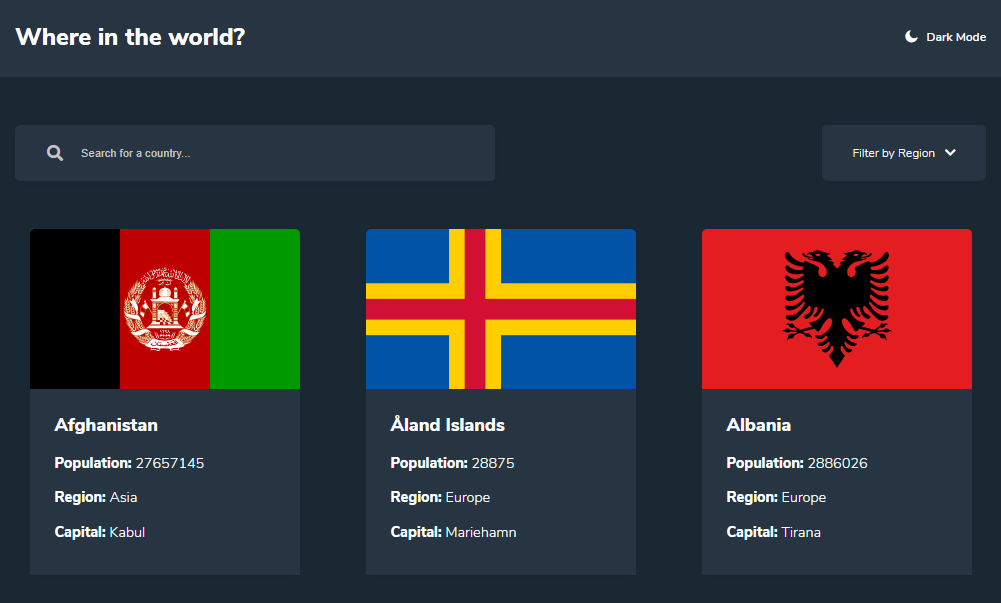 Where in the world?
Dark Mode
Search for a country...
Filter by Region
Afghanistan
Population: 27657145
Region: Asia
Capital: Kabul
Åland Islands
Population: 28875
Region: Europe
Capital: Mariehamn
Albania
Population: 2886026
Region: Europe
Capital: Tirana